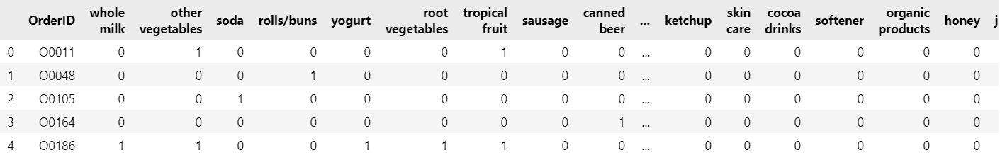 OrderID whole milk other vegetables soda rolls/buns yogurt root vegetables tropical fruit sausage canned beer ... ketchup skin care cocoa drinks softener organic products honey j
0 O0011 0 1 0 0 0 0 1 0 0 ... 0 0 0 0 0 0
1 O0048 0 0 0 1 0 0 0 0 0 ... 0 0 0 0 0 0
2 O0105 0 0 1 0 0 0 0 0 0 ... 0 0 0 0 0 0
3 O0164 0 0 0 0 0 0 0 0 1 ... 0 0 0 0 0 0
4 O0186 1 1 0 0 1 1 1 0 0 ... 0 0 0 0 0 0